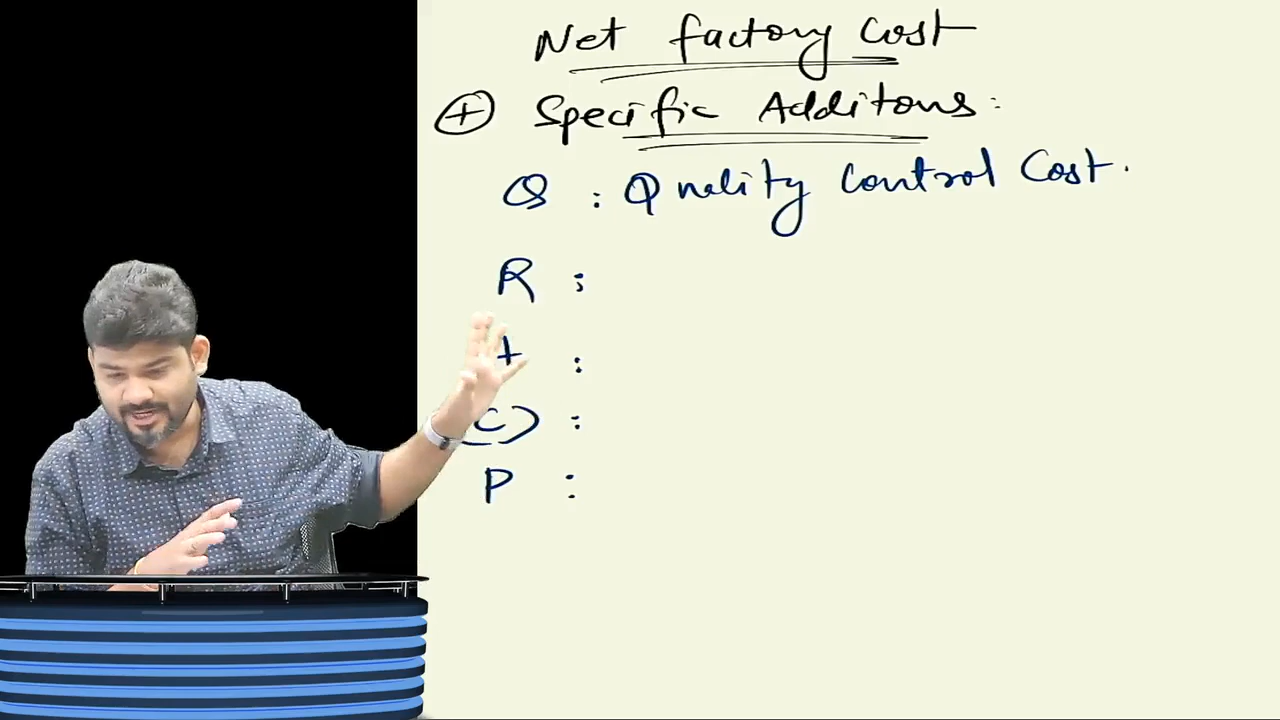 Net factory Cost
+ Specific Additons:
Q : Quality Control Cost.
R :
+ :
(C) :
P :